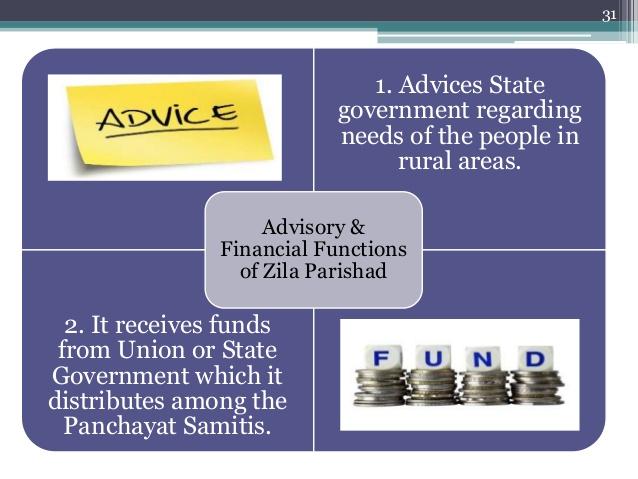 31
ADVICE
1. Advices State
government regarding
needs of the people in
rural areas.
Advisory &
Financial Functions
of Zila Parishad
2. It receives funds
from Union or State
Government which it
distributes among the
Panchayat Samitis.
FUND